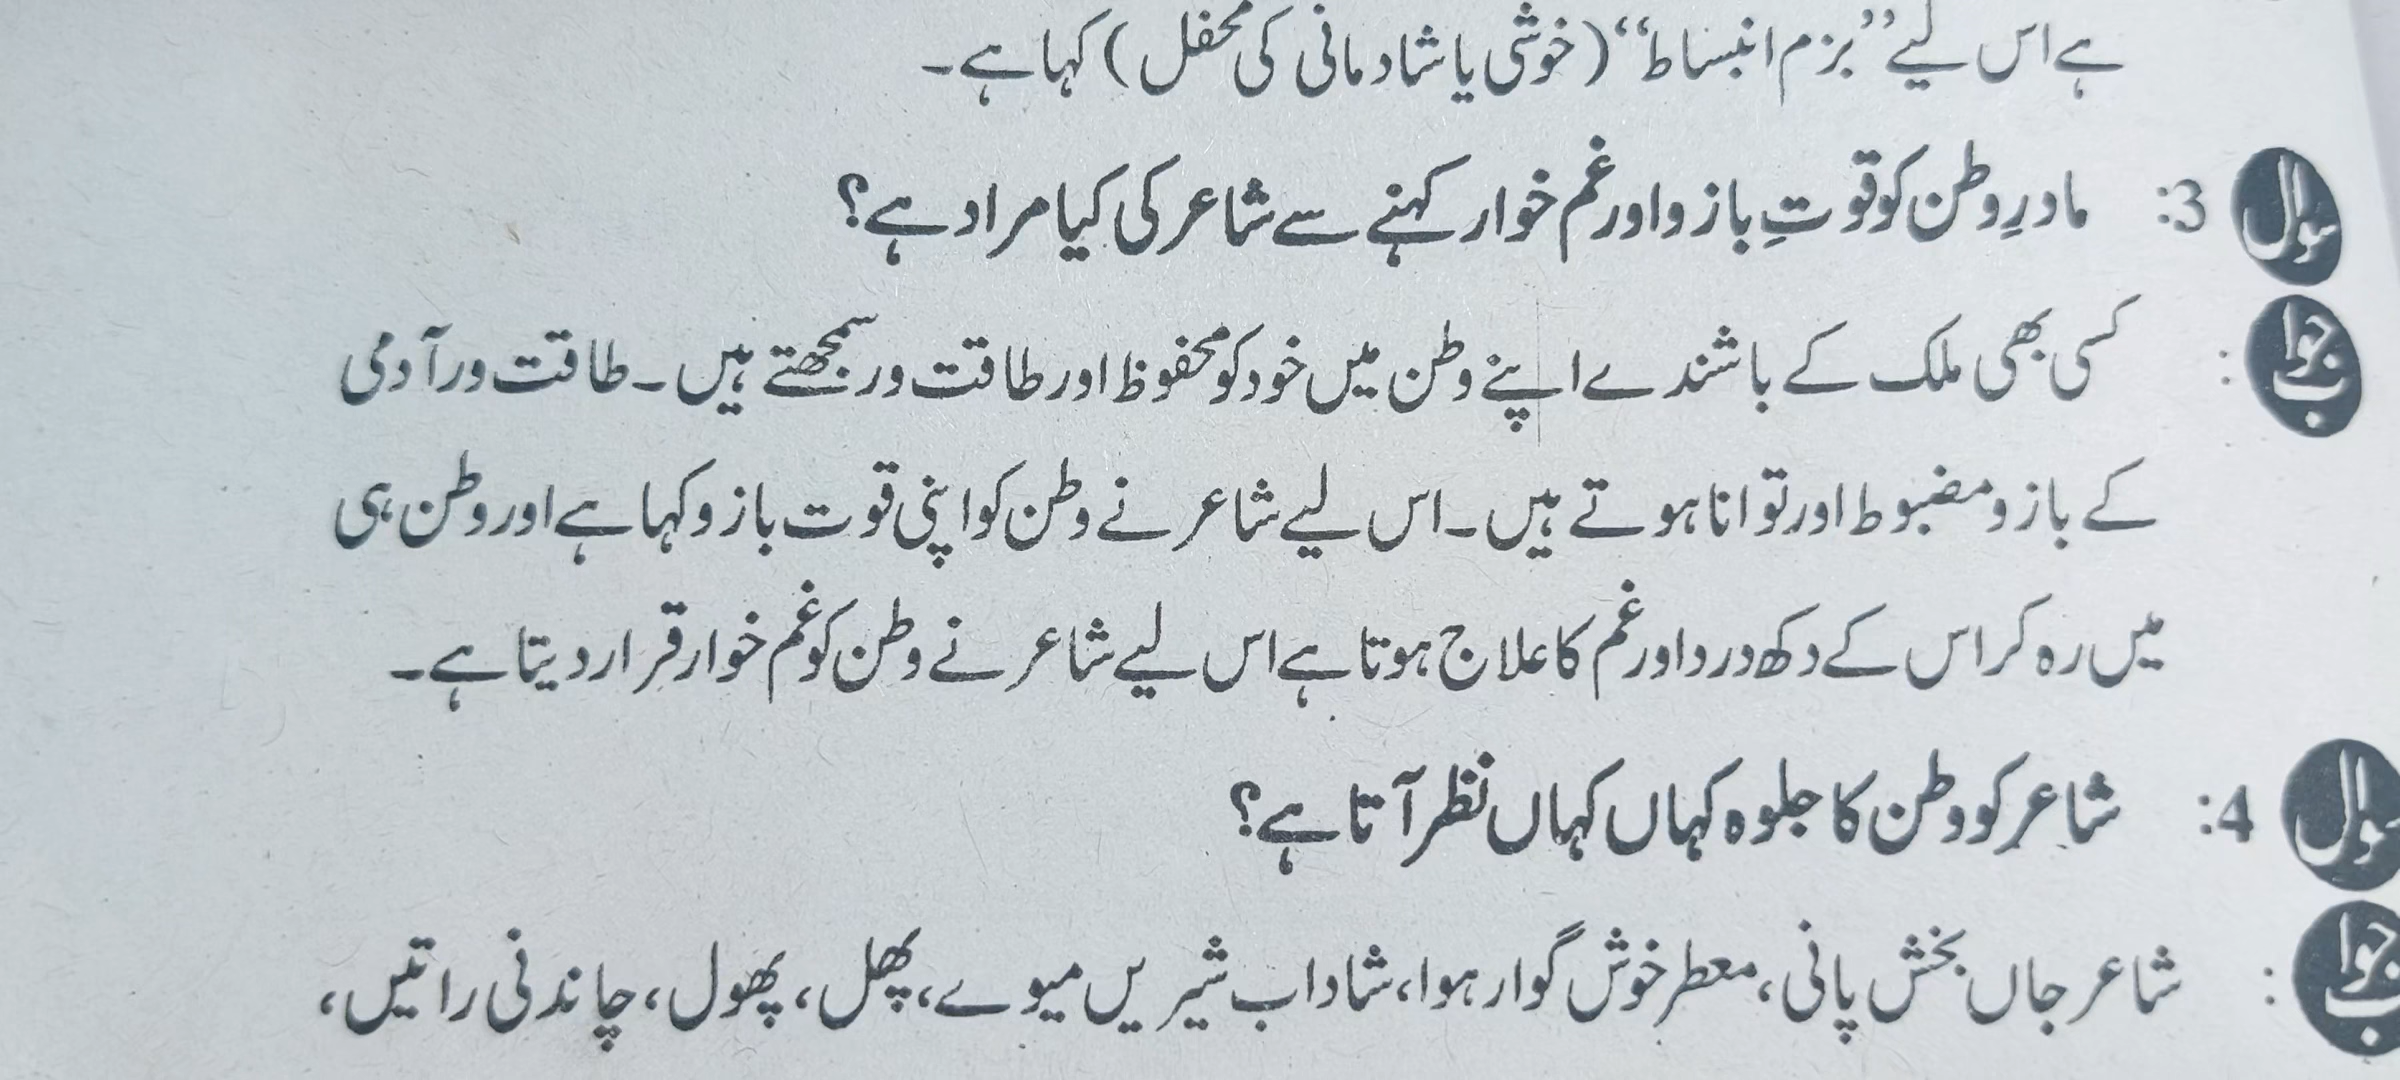 ہے اس لیے ’’بزم انبساط‘‘ (خوشی یا شادمانی کی محفل) کہا ہے۔
سوال 3: مادرِ وطن کو قوتِ بازو اور غم خوار کہنے سے شاعر کی کیا مراد ہے؟
جواب : کسی بھی ملک کے باشندے اپنے وطن میں خود کو محفوظ اور طاقت ور سمجھتے ہیں۔ طاقت ور آدمی
کے بازو مضبوط اور توانا ہوتے ہیں۔ اس لیے شاعر نے وطن کو اپنی قوت بازو کہا ہے اور وطن ہی
میں رہ کر اس کے دکھ درد اور غم کا علاج ہوتا ہے اس لیے شاعر نے وطن کو غم خوار قرار دیتا ہے۔
سوال 4: شاعر کو وطن کا جلوہ کہاں کہاں نظر آتا ہے؟
جواب : شاعر جاں بخش پانی، معطر خوش گوار ہوا، شاداب شیریں میوے، پھل، پھول، چاندنی راتیں،